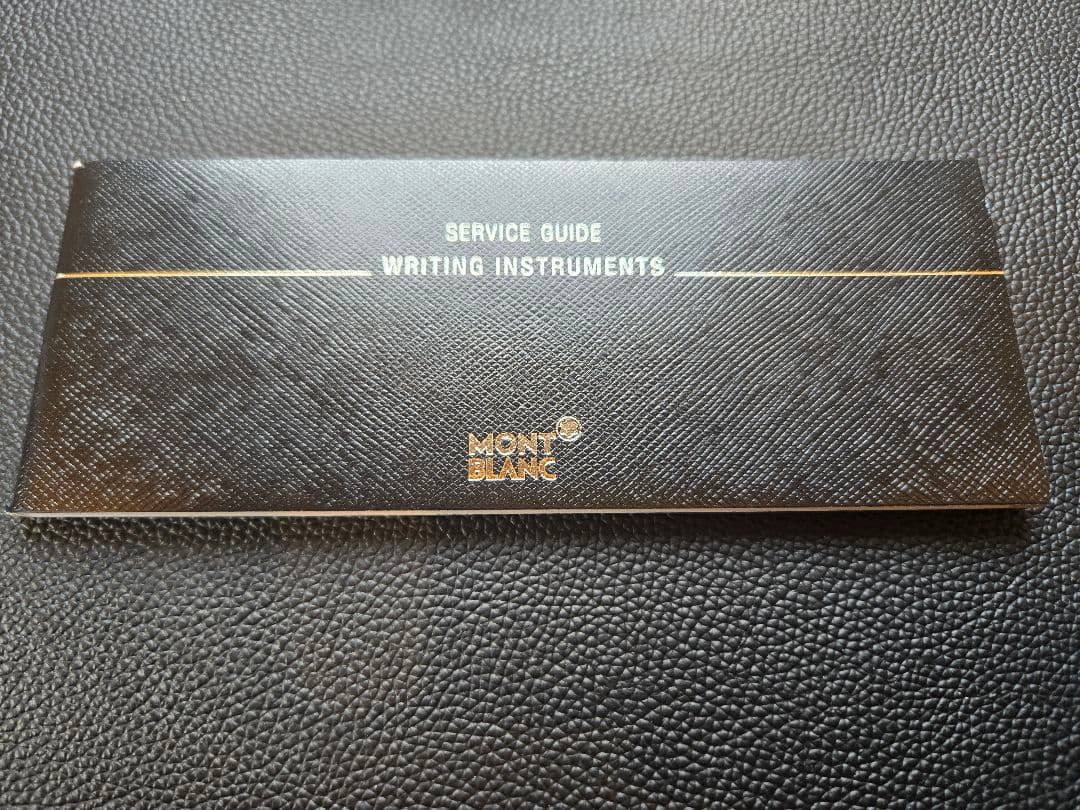 SERVICE GUIDE
WRITING INSTRUMENTS
MONT
BLANC